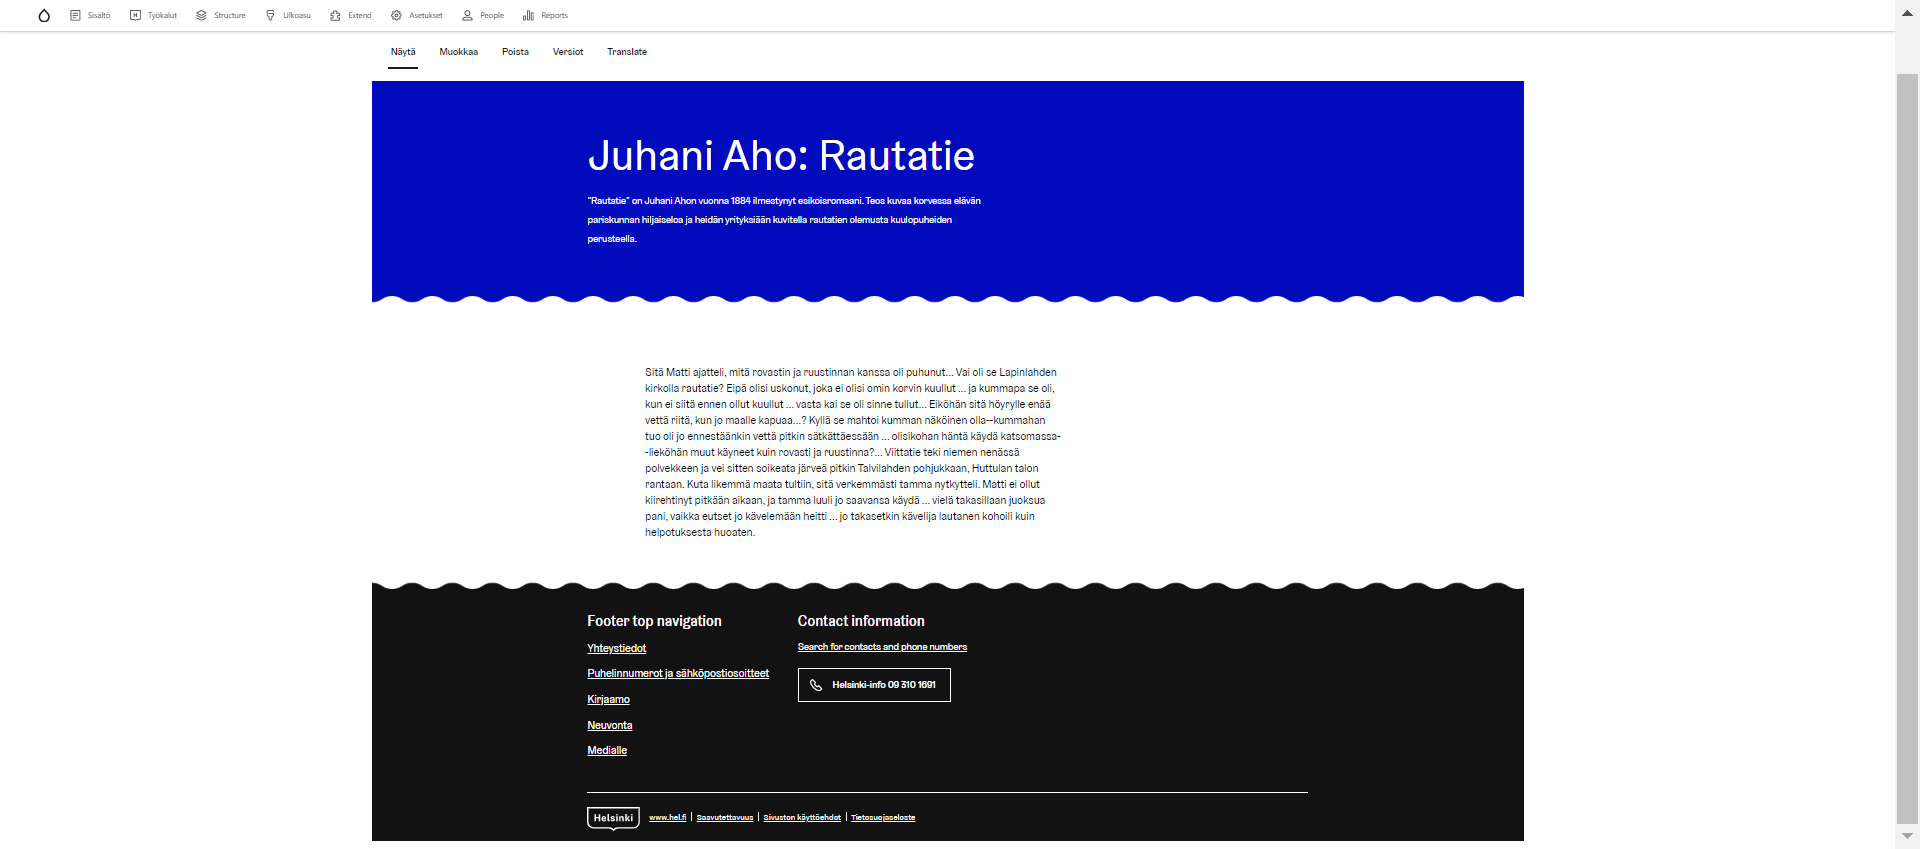 Sisältö Työkalut Structure Ulkoasu Extend Asetukset People Reports
Näytä Muokkaa Poista Versiot Translate
Juhani Aho: Rautatie
"Rautatie" on Juhani Ahon vuonna 1884 ilmestynyt esikoisromaani. Teos kuvaa korvessa elävän
pariskunnan hiljaiseloa ja heidän yrityksiään kuvitella rautatien olemusta kuulopuheiden
perusteella.
Sitä Matti ajatteli, mitä rovastin ja ruustinnan kanssa oli puhunut... Vai oli se Lapinlahden
kirkolla rautatie? Eipä olisi uskonut, joka ei olisi omin korvin kuullut ... ja kummapa se oli,
kun ei siitä ennen ollut kuullut ... vasta kai se oli sinne tullut... Eiköhän sitä höyrylle enää
vettä riitä, kun jo maalle kapuaa...? Kyllä se mahtoi kumman näköinen olla--kummahan
tuo oli jo ennestäänkin vettä pitkin sätkättäessään ... olisikohan häntä käydä katsomassa-
-lieköhän muut käyneet kuin rovasti ja ruustinna?... Viittatie teki niemen nenässä
polvekkeen ja vei sitten soikeata järveä pitkin Talvilahden pohjukkaan, Huttulan talon
rantaan. Kuta likemmä maata tultiin, sitä verkemmästi tamma nytkytteli. Matti ei ollut
kiirehtinyt pitkään aikaan, ja tamma luuli jo saavansa käydä ... vielä takasillaan juoksua
pani, vaikka eutset jo kävelemään heitti ... jo takasetkin kävelijä lautanen kohoili kuin
helpotuksesta huoaten.
Footer top navigation
Yhteystiedot
Puhelinnumerot ja sähköpostiosoitteet
Kirjaamo
Neuvonta
Medialle
Contact information
Search for contacts and phone numbers
Helsinki-info 09 310 1691
Helsinki www.hel.fi Saavutettavuus Sivuston käyttöehdot Tietosuojaseloste